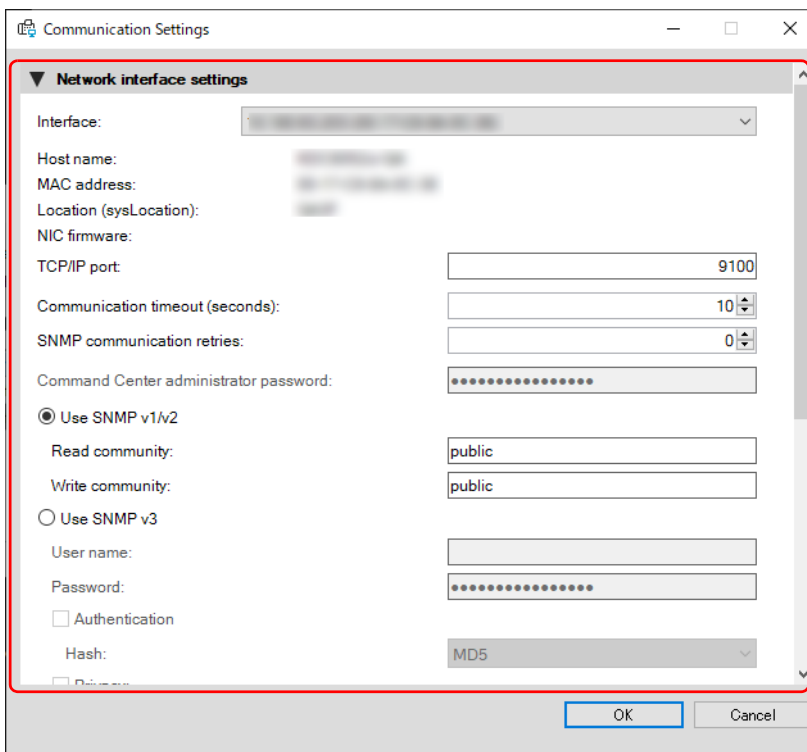 Communication Settings
Network interface settings
Interface:
Host name:
MAC address:
Location (sysLocation):
NIC firmware:
TCP/IP port: 9100
Communication timeout (seconds): 10
SNMP communication retries: 0
Command Center administrator password: ••••••••••••••••
Use SNMP v1/v2
Read community: public
Write community: public
Use SNMP v3
User name:
Password: ••••••••••••••••
Authentication
Hash: MD5
OK Cancel